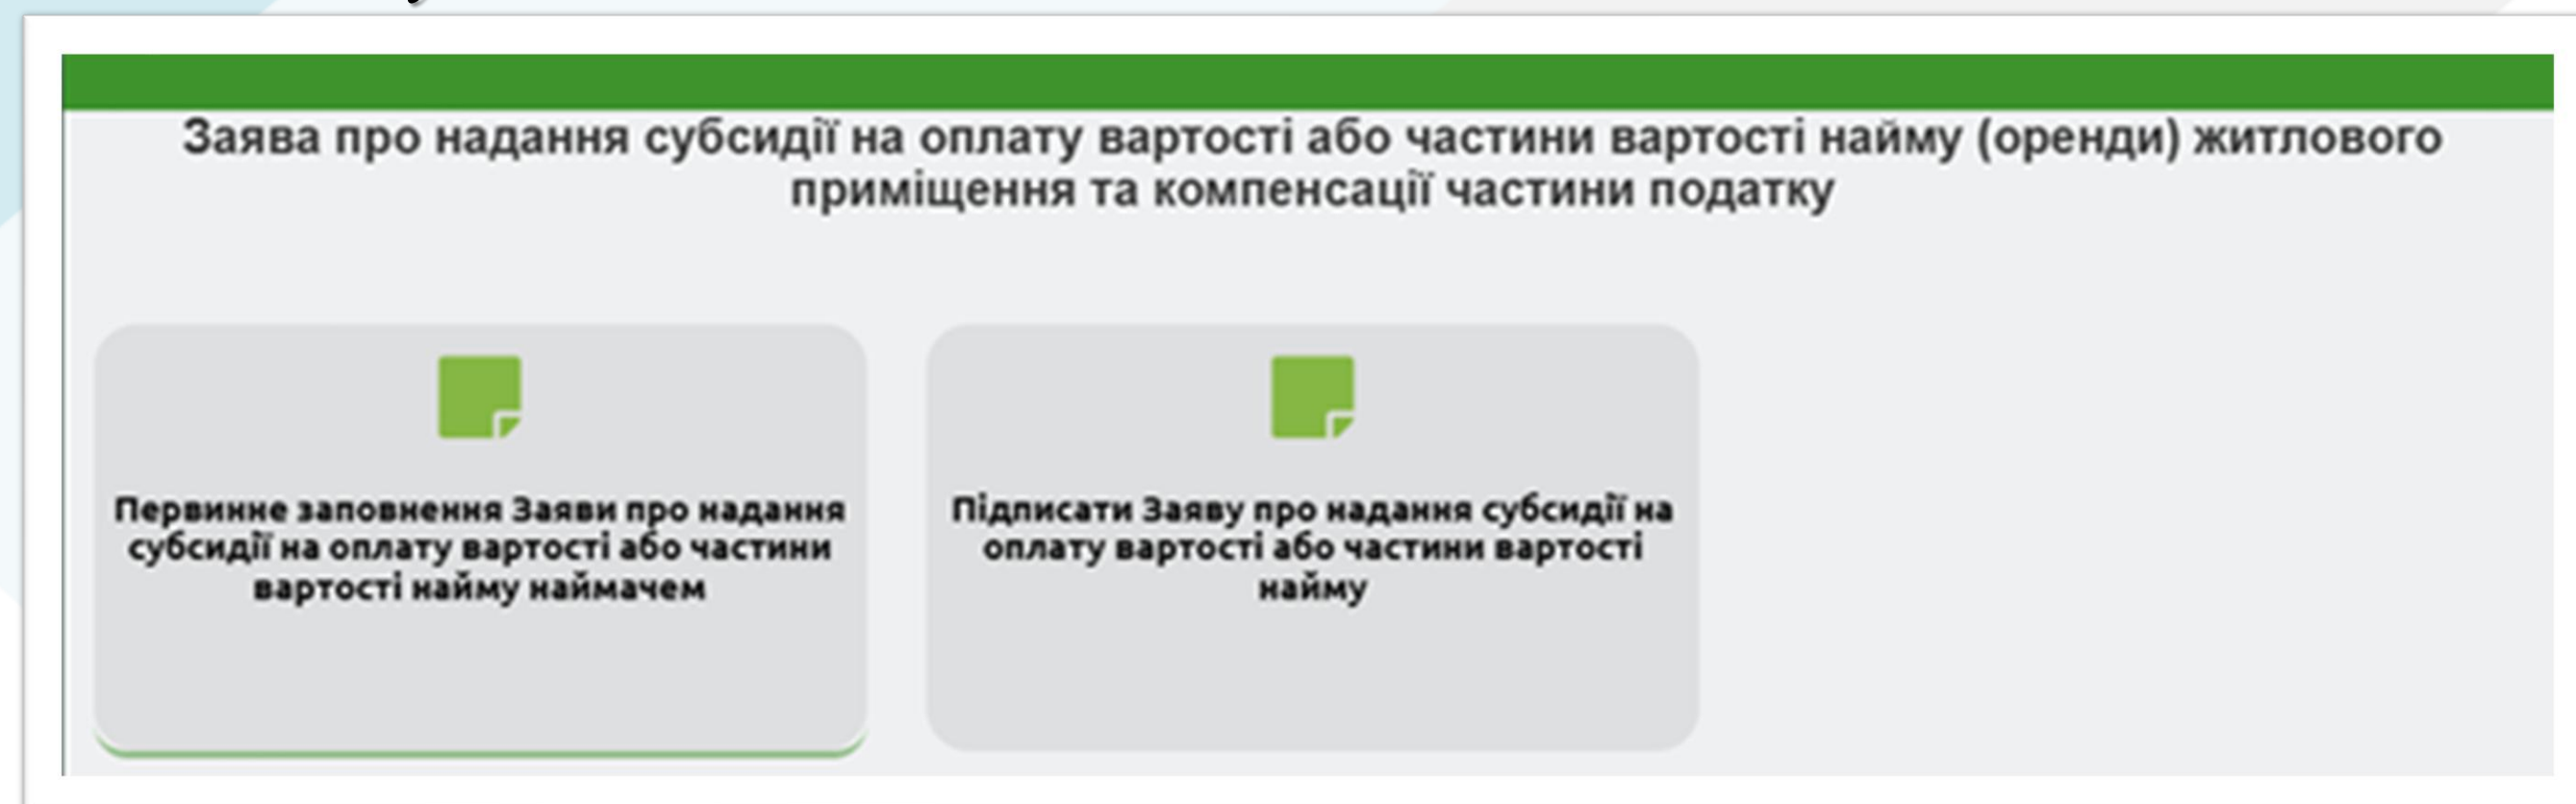 Заява про надання субсидії на оплату вартості або частини вартості найму (оренди) житлового
приміщення та компенсації частини податку
Первинне заповнення Заяви про надання
субсидії на оплату вартості або частини
вартості найму наймачем
Підписати Заяву про надання субсидії на
оплату вартості або частини вартості
найму